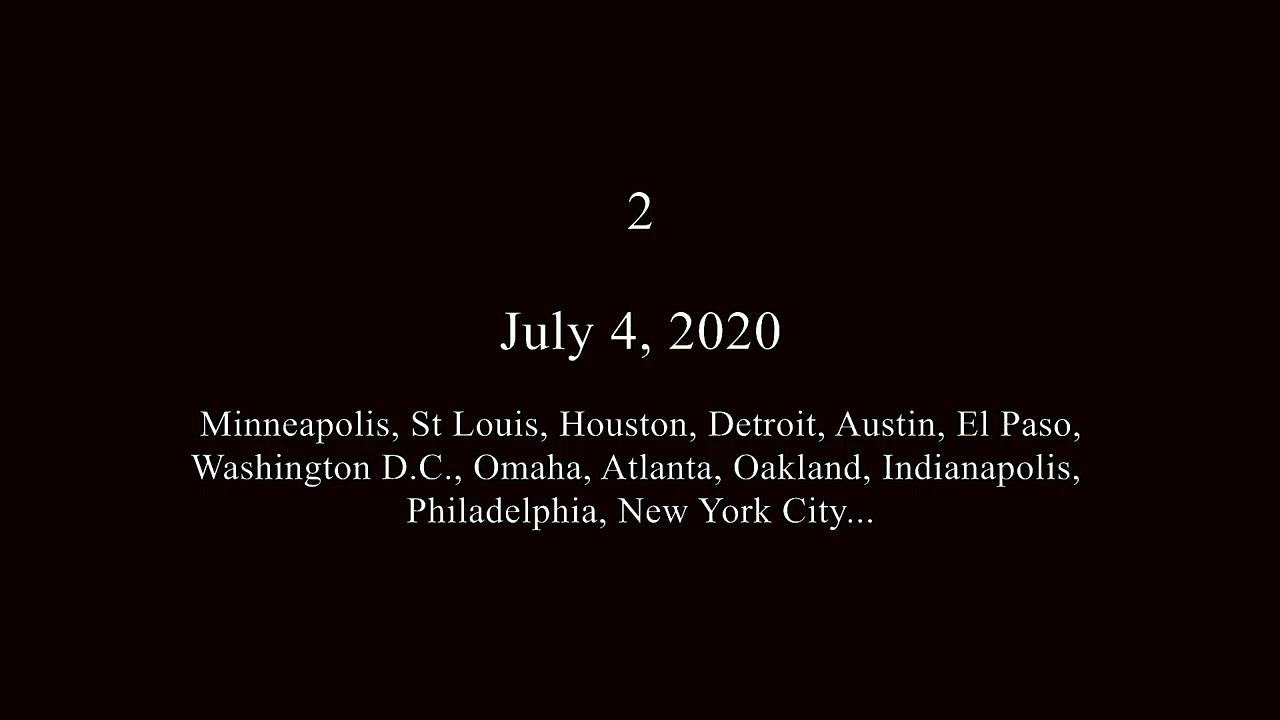 2
July 4, 2020
Minneapolis, St Louis, Houston, Detroit, Austin, El Paso,
Washington D.C., Omaha, Atlanta, Oakland, Indianapolis,
Philadelphia, New York City...